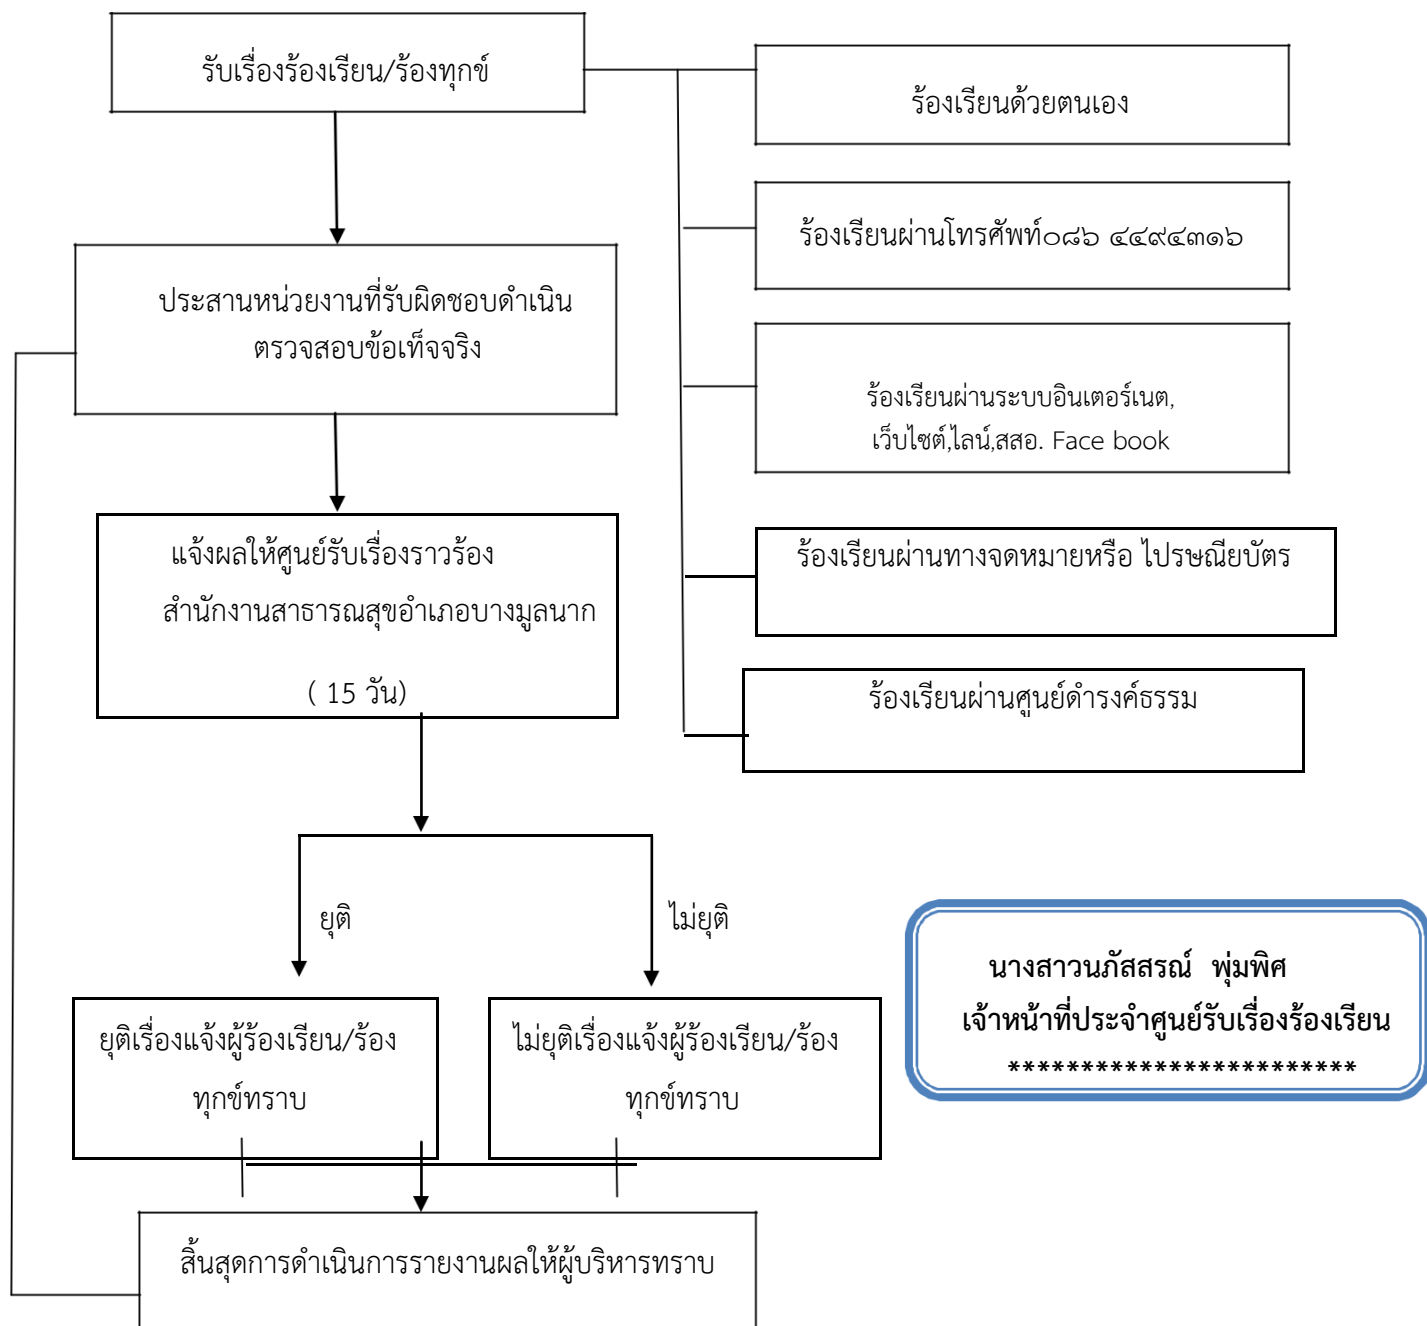 รับเรื่องร้องเรียน/ร้องทุกข์
ร้องเรียนด้วยตนเอง
ร้องเรียนผ่านโทรศัพท์๐๘๖ ๔๔๙๔๓๑๖
ประสานหน่วยงานที่รับผิดชอบดำเนิน
ตรวจสอบข้อเท็จจริง
ร้องเรียนผ่านระบบอินเตอร์เนต,
เว็บไซต์,ไลน์,สสอ. Face book
แจ้งผลให้ศูนย์รับเรื่องราวร้อง
สำนักงานสาธารณสุขอำเภอบางมูลนาก
( 15 วัน)
ร้องเรียนผ่านทางจดหมายหรือ ไปรษณียบัตร
ร้องเรียนผ่านศูนย์ดำรงค์ธรรม
ยุติ
ไม่ยุติ
ยุติเรื่องแจ้งผู้ร้องเรียน/ร้อง
ทุกข์ทราบ
ไม่ยุติเรื่องแจ้งผู้ร้องเรียน/ร้อง
ทุกข์ทราบ
นางสาวนภัสสรณ์ พุ่มพิศ
เจ้าหน้าที่ประจำศูนย์รับเรื่องร้องเรียน
************************
สิ้นสุดการดำเนินการรายงานผลให้ผู้บริหารทราบ